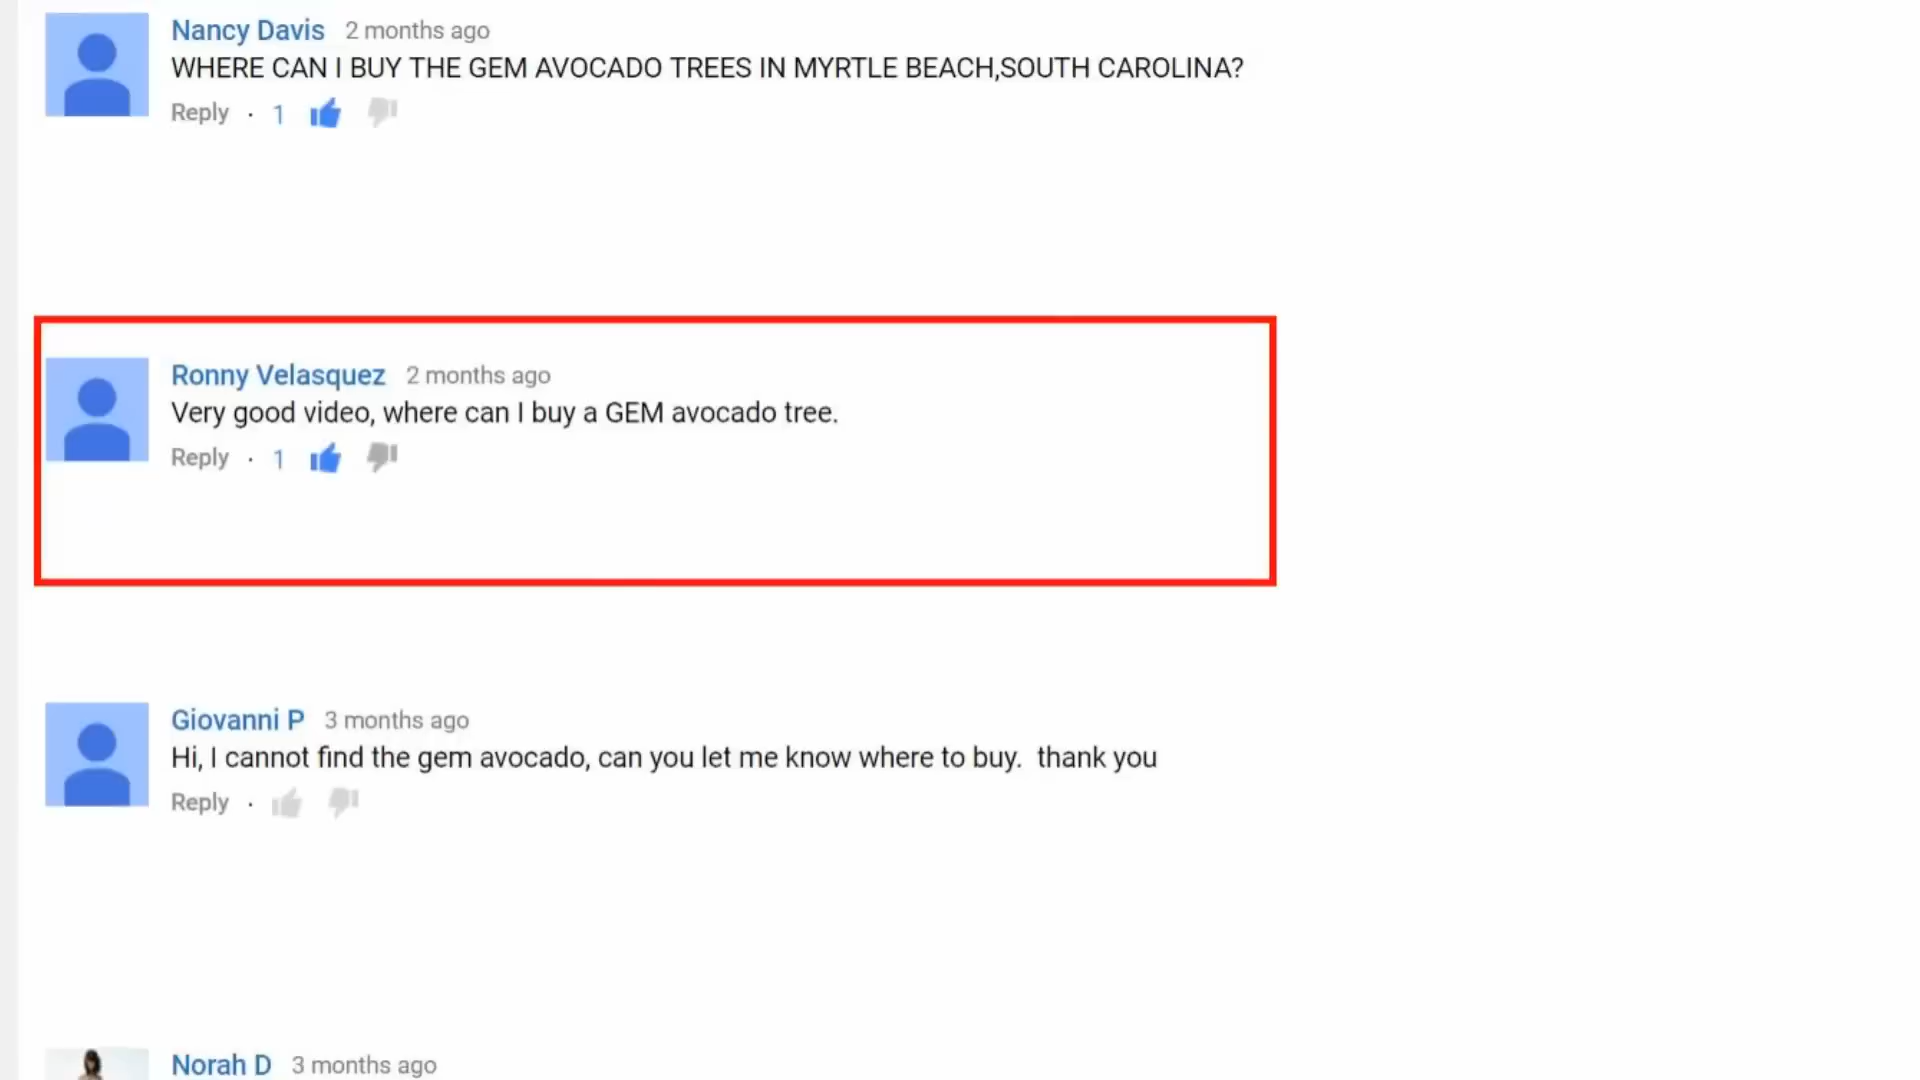 Nancy Davis 2 months ago
WHERE CAN I BUY THE GEM AVOCADO TREES IN MYRTLE BEACH,SOUTH CAROLINA?
Reply · 1
Ronny Velasquez 2 months ago
Very good video, where can I buy a GEM avocado tree.
Reply · 1
Giovanni P 3 months ago
Hi, I cannot find the gem avocado, can you let me know where to buy.  thank you
Reply ·
Norah D 3 months ago